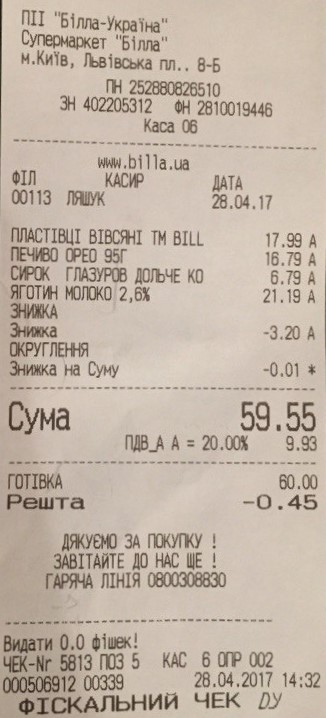 ПІІ "Білла-Україна"
Супермаркет "Білла"
м.Київ, Львівська пл.. 8-Б
ПН 252880826510
ЗН 402205312 ФН 2810019446
Каса 06
www.billa.ua
ФІЛ КАСИР ДАТА
00113 ЛЯШУК 28.04.17
ПЛАСТІВЦІ ВІВСЯНІ ТМ BILL 17.99 А
ПЕЧИВО ОРЕО 95Г 16.79 А
СИРОК ГЛАЗУРОВ ДОЛЬЧЕ КО 6.79 А
ЯГОТИН МОЛОКО 2,6% 21.19 А
ЗНИЖКА
Знижка -3.20 А
ОКРУГЛЕННЯ
Знижка на Суму -0.01 *
Сума 59.55
ПДВ_А А = 20.00% 9.93
ГОТІВКА 60.00
Решта -0.45
ДЯКУЄМО ЗА ПОКУПКУ !
ЗАВІТАЙТЕ ДО НАС ЩЕ !
ГАРЯЧА ЛІНІЯ 0800308830
Видати 0.0 фішек!
ЧЕК-Nr 5813 ПОЗ 5 КАС 6 ОПР 002
000506912 00339 28.04.2017 14:32
ФІСКАЛЬНИЙ ЧЕК